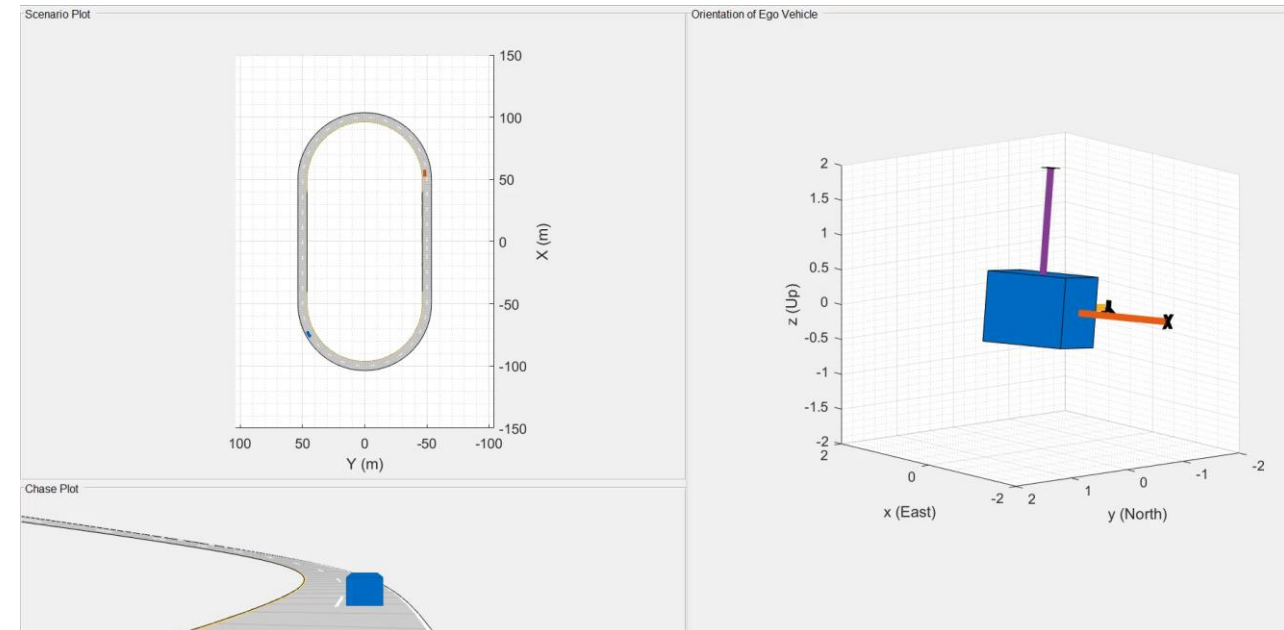 Scenario Plot
150
100
50
0
-50
-100
-150
X (m)
100 50 0 -50 -100
Y (m)
Chase Plot
Orientation of Ego Vehicle
2
1.5
1
0.5
0
-0.5
-1
-1.5
-2
z (Up)
X
2 0 -2
x (East)
2 1 0 -1 -2
y (North)